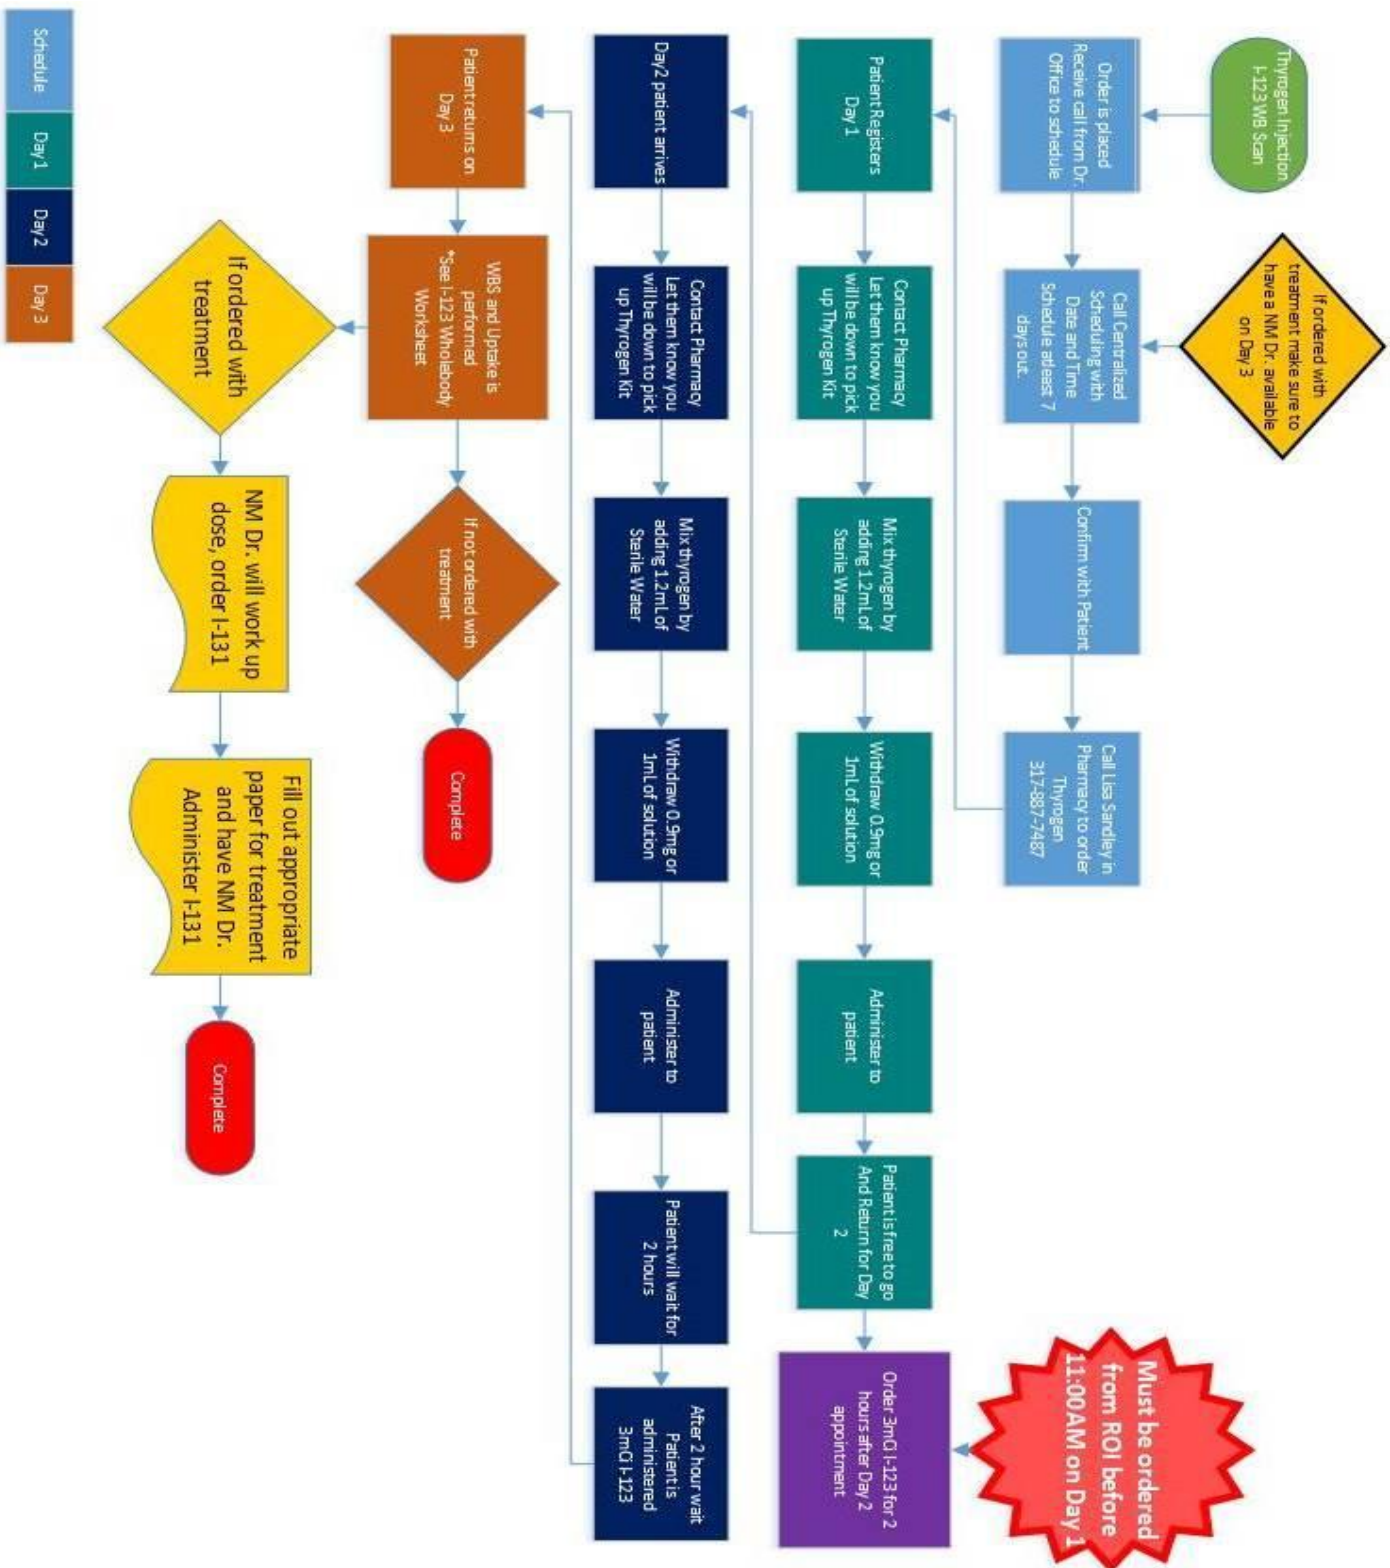 Thyrogen Injection
I-123 WB Scan
If ordered with
treatment make sure to
have a NM Dr. available
on Day 3
Order is placed
Receive call from Dr.
Office to schedule
Call Centralized
Scheduling with
Date and Time
Schedule atleast 7
days out.
Confirm with Patient
Call Lisa Sandley in
Pharmacy to order
Thyrogen
317-887-7487
Must be ordered
from ROI before
11:00AM on Day 1
Patient Registers
Day 1
Contact Pharmacy
Let them know you
will be down to pick
up Thyrogen Kit
Mix thyrogen by
adding 1.2mL of
Sterile Water
Withdraw 0.9mg or
1mL of solution
Administer to
patient
Patient is free to go
And Return for Day
2
Order 3mCi I-123 for 2
hours after Day 2
appointment
Day2 patient arrives
Contact Pharmacy
Let them know you
will be down to pick
up Thyrogen Kit
Mix thyrogen by
adding 1.2mL of
Sterile Water
Withdraw 0.9mg or
1mL of solution
Administer to
patient
Patient will wait for
2 hours
After 2 hour wait
Patient is
administered
3mCi I-123
Patient returns on
Day 3
WBS and Uptake is
performed
*See I-123 Wholebody
Worksheet
If not ordered with
treatment
Complete
If ordered with
treatment
NM Dr. will work up
dose, order I-131
Fill out appropriate
paper for treatment
and have NM Dr.
Administer I-131
Complete
Schedule
Day 1
Day 2
Day 3